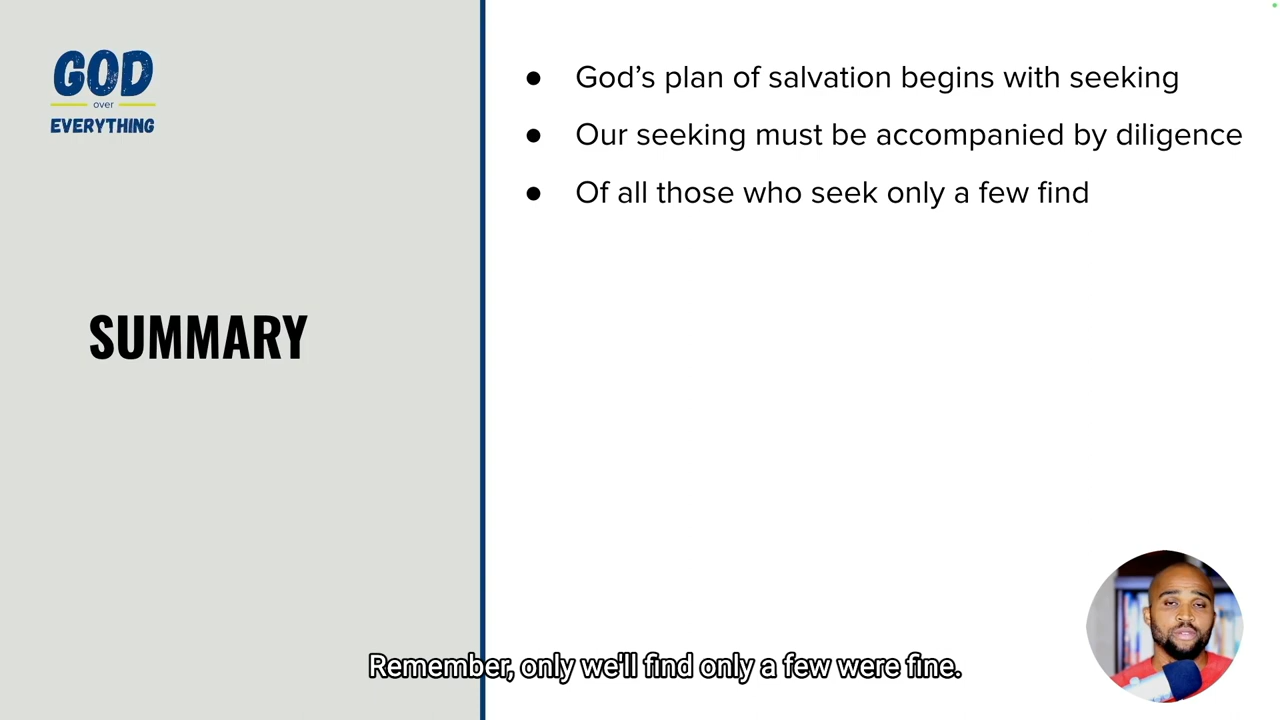 GOD
over
EVERYTHING
SUMMARY
● God’s plan of salvation begins with seeking
● Our seeking must be accompanied by diligence
● Of all those who seek only a few find
Remember, only we'll find only a few were fine.